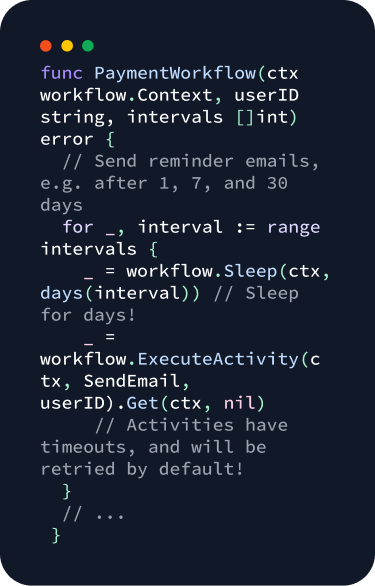 func PaymentWorkflow(ctx
workflow.Context, userID
string, intervals []int)
error {
// Send reminder emails,
e.g. after 1, 7, and 30
days
for _, interval := range
intervals {
_ = workflow.Sleep(ctx,
days(interval)) // Sleep
for days!
_ =
workflow.ExecuteActivity(c
tx, SendEmail,
userID).Get(ctx, nil)
// Activities have
timeouts, and will be
retried by default!
}
// ...
}